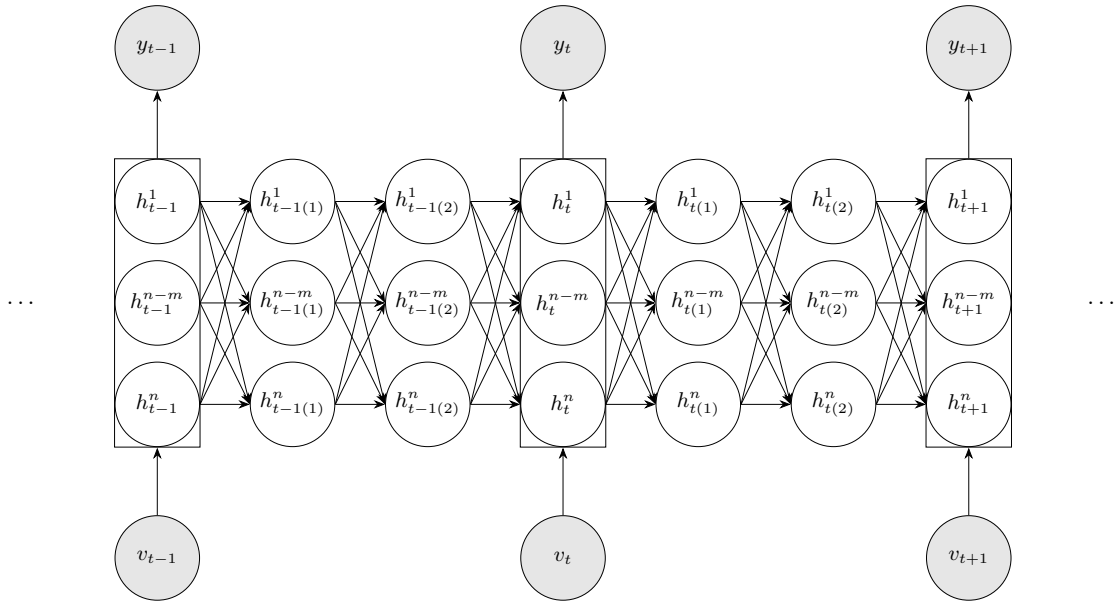 y_{t−1} y_t y_{t+1}
h^1_{t−1} h^1_{t−1(1)} h^1_{t−1(2)} h^1_t h^1_{t(1)} h^1_{t(2)} h^1_{t+1}
… h^{n−m}_{t−1} h^{n−m}_{t−1(1)} h^{n−m}_{t−1(2)} h^{n−m}_t h^{n−m}_{t(1)} h^{n−m}_{t(2)} h^{n−m}_{t+1} …
h^n_{t−1} h^n_{t−1(1)} h^n_{t−1(2)} h^n_t h^n_{t(1)} h^n_{t(2)} h^n_{t+1}
v_{t−1} v_t v_{t+1}